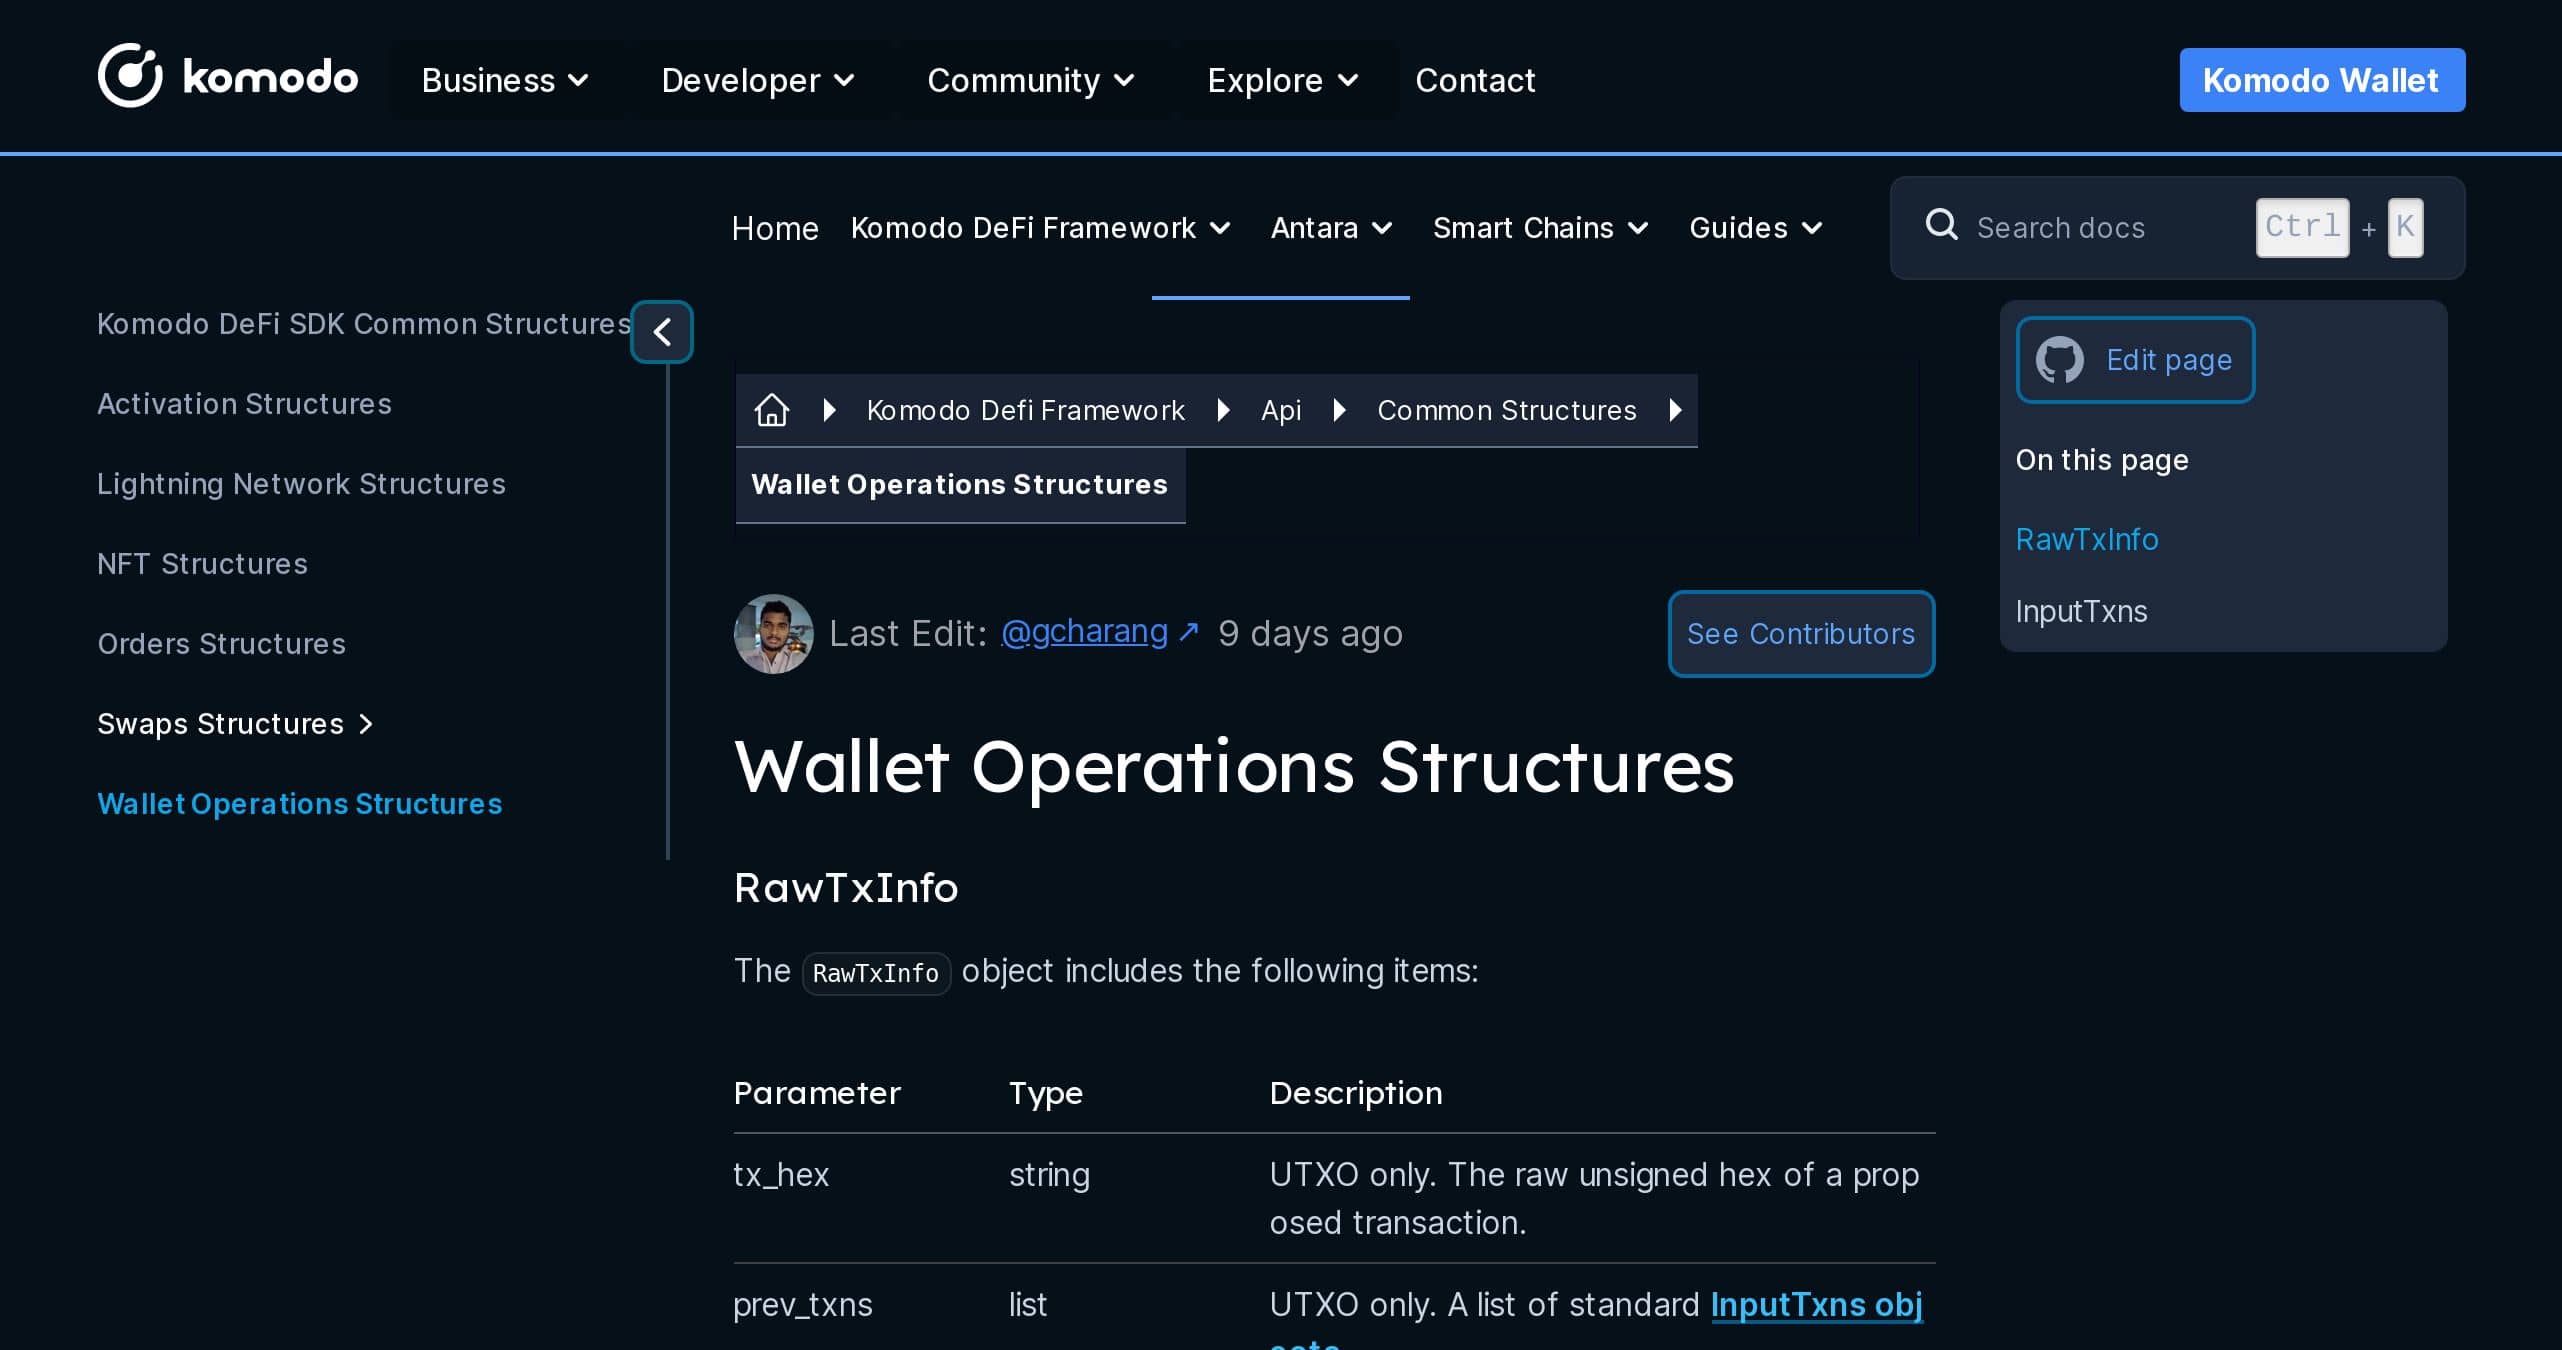 komodo
Business
Developer
Community
Explore
Contact
Komodo Wallet
Home
Komodo DeFi Framework
Antara
Smart Chains
Guides
Search docs
Ctrl + K
Komodo DeFi SDK Common Structures
Activation Structures
Lightning Network Structures
NFT Structures
Orders Structures
Swaps Structures
Wallet Operations Structures
Komodo Defi Framework
Api
Common Structures
Wallet Operations Structures
Last Edit: @gcharang ↗ 9 days ago
See Contributors
Wallet Operations Structures
RawTxInfo
The RawTxInfo object includes the following items:
Parameter Type Description
tx_hex string UTXO only. The raw unsigned hex of a prop
osed transaction.
prev_txns list UTXO only. A list of standard InputTxns obj
Edit page
On this page
RawTxInfo
InputTxns